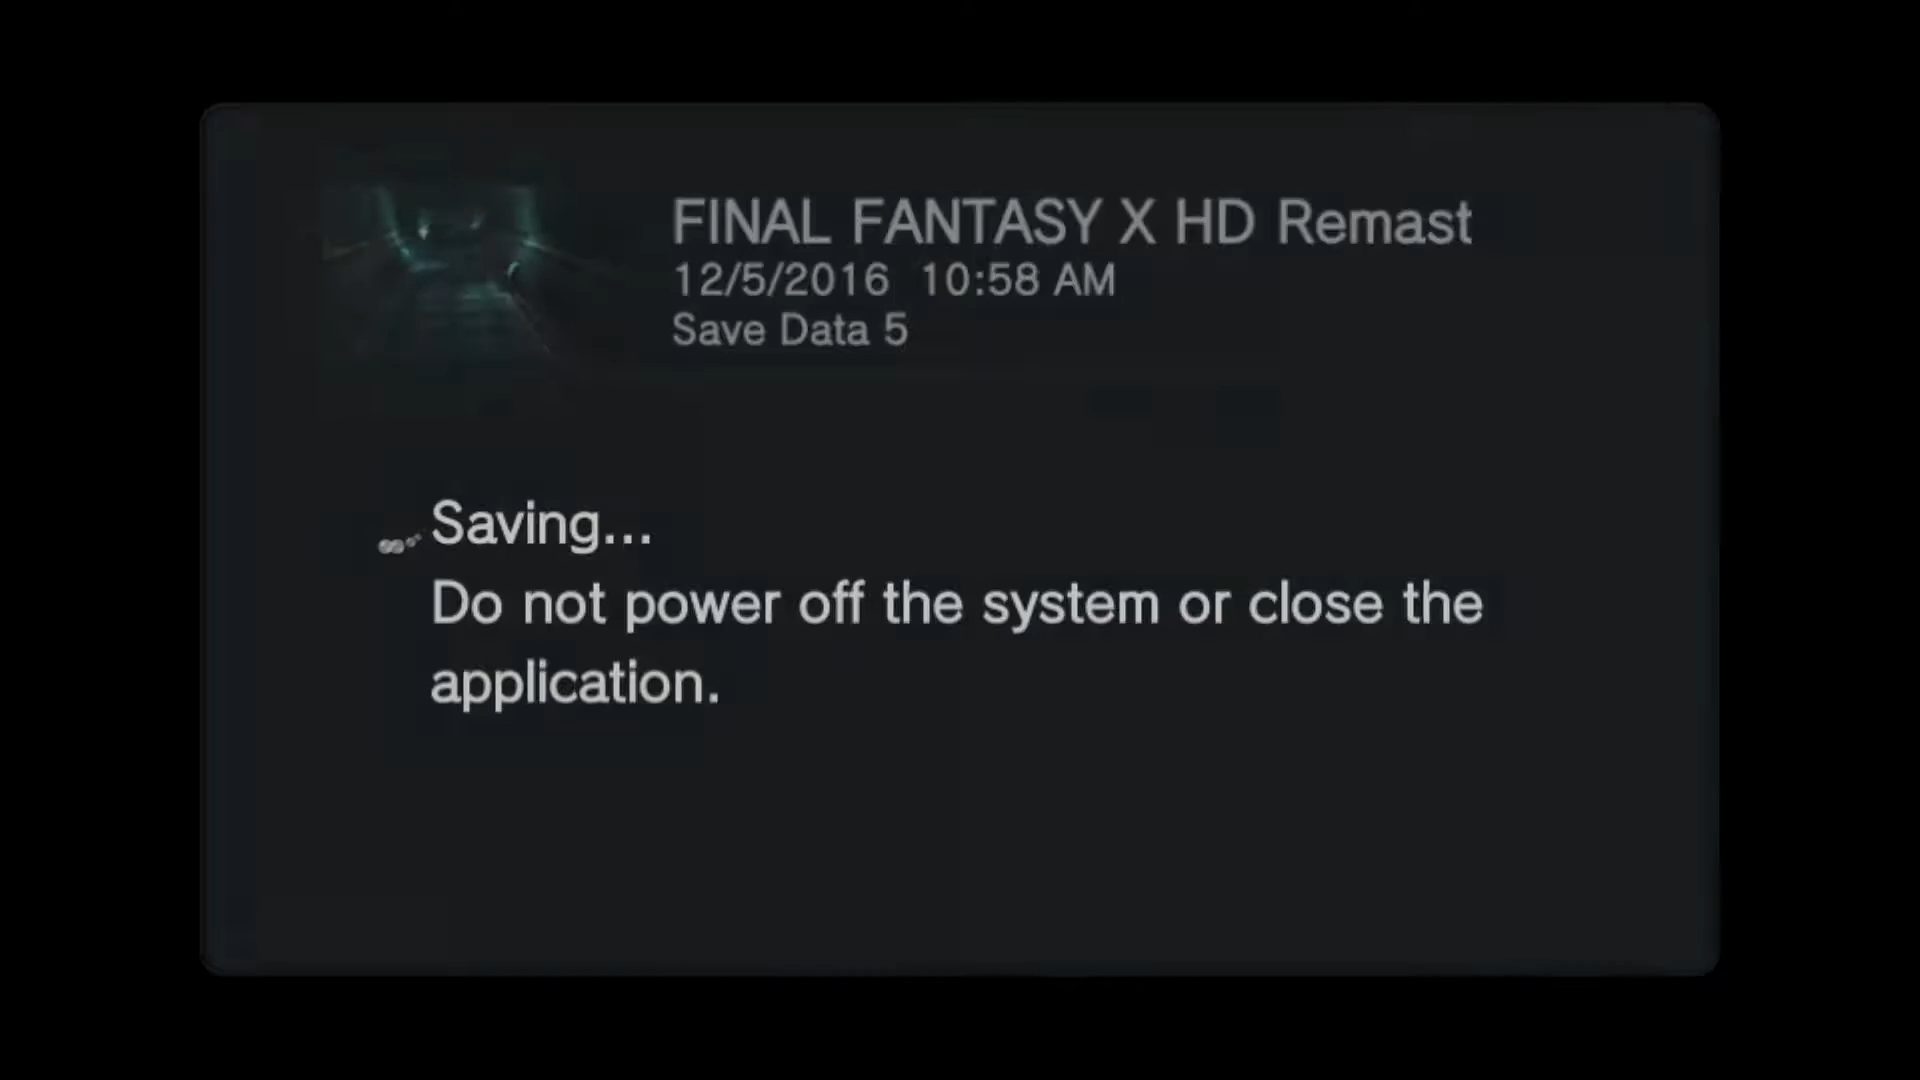 FINAL FANTASY X HD Remast
12/5/2016 10:58 AM
Save Data 5
Saving...
Do not power off the system or close the
application.